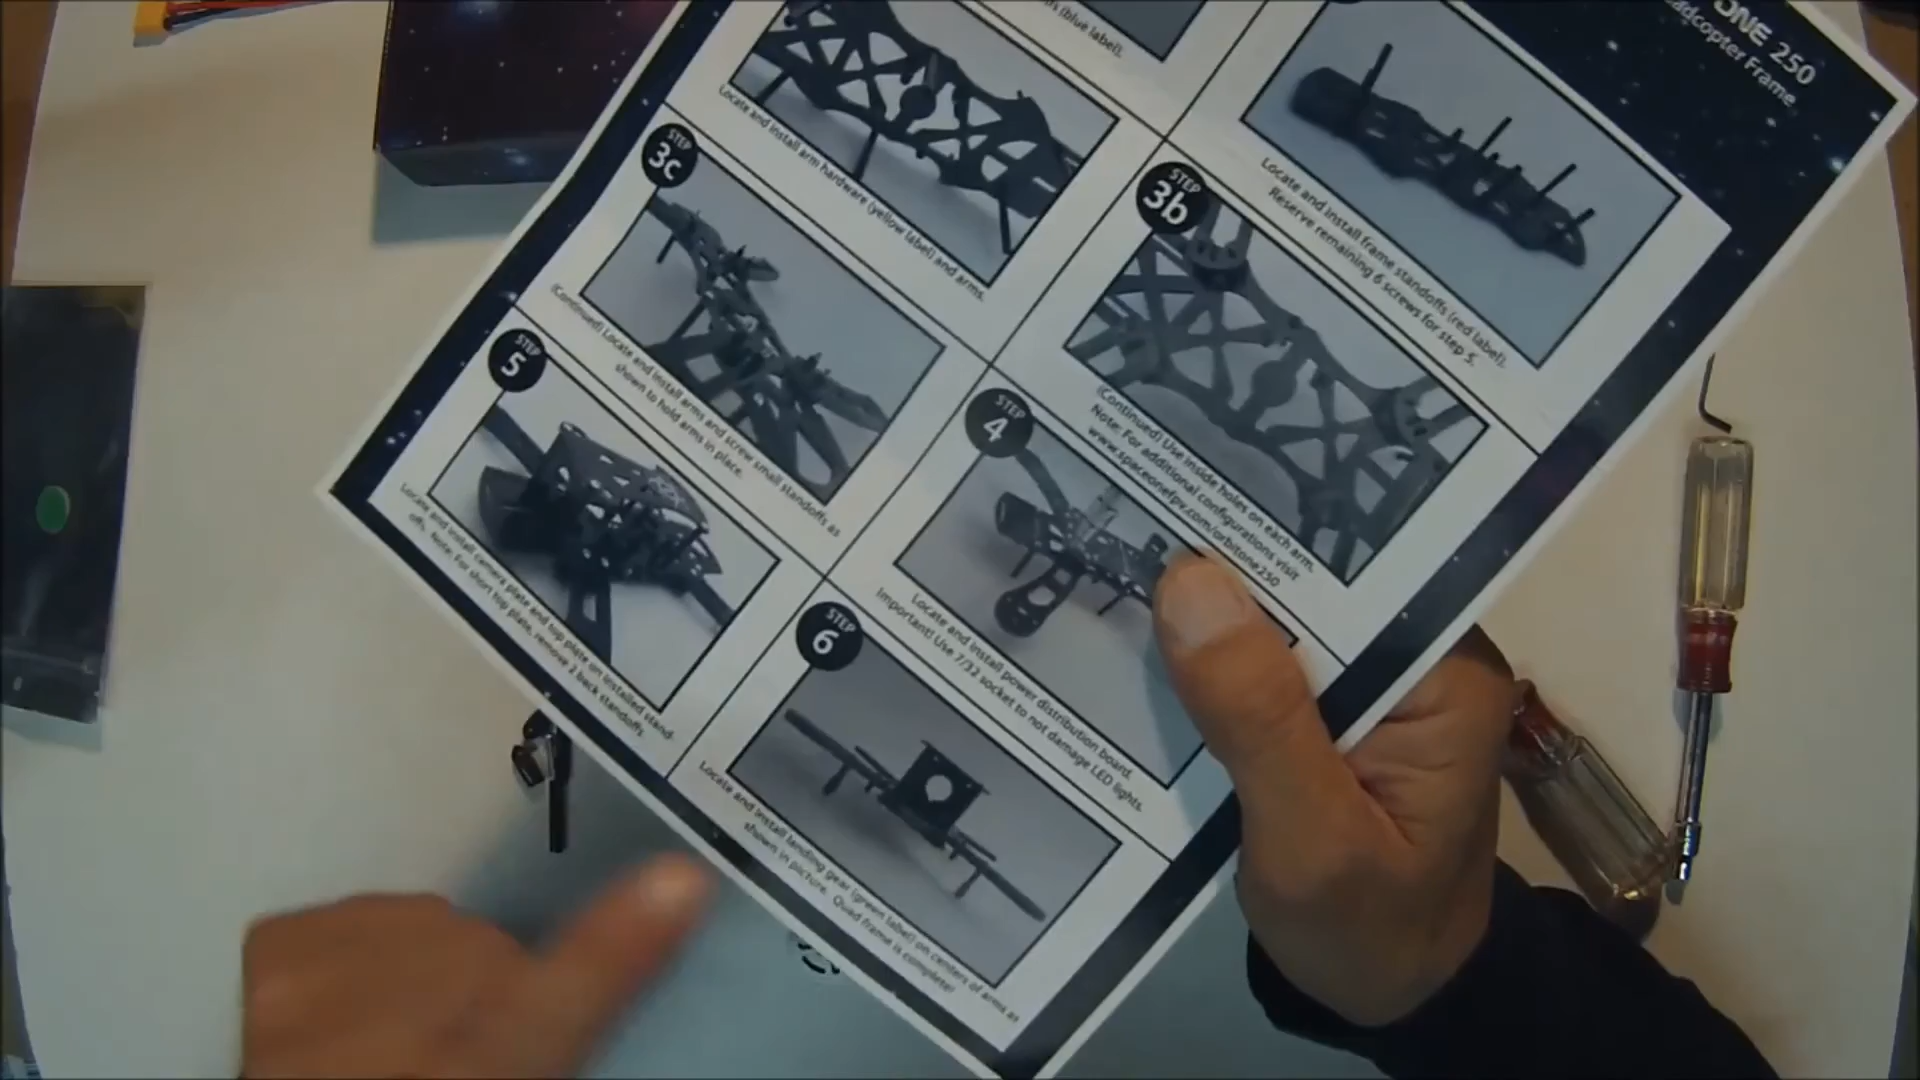 ONE 250
adcopter Frame
(blue label).
Locate and install frame standoffs (red label).
Reserve remaining 6 screws for step 5.
Locate and install arm hardware (yellow label) and arms.
STEP
3b
(Continued) Use inside holes on each arm.
Note: For additional configurations visit
www.spaceonefpv.com/orbitone250
STEP
3c
(Continued) Locate and install arms and screw small standoffs as
shown to hold arms in place.
STEP
4
Locate and install power distribution board.
Important! Use 7/32 socket to not damage LED lights.
STEP
5
Locate and install camera plate and top plate on installed stand-
offs. Note: For short top plate, remove 2 back standoffs.
STEP
6
Locate and install landing gear (green label) on centers of arms as
shown in picture. Quad frame is complete!